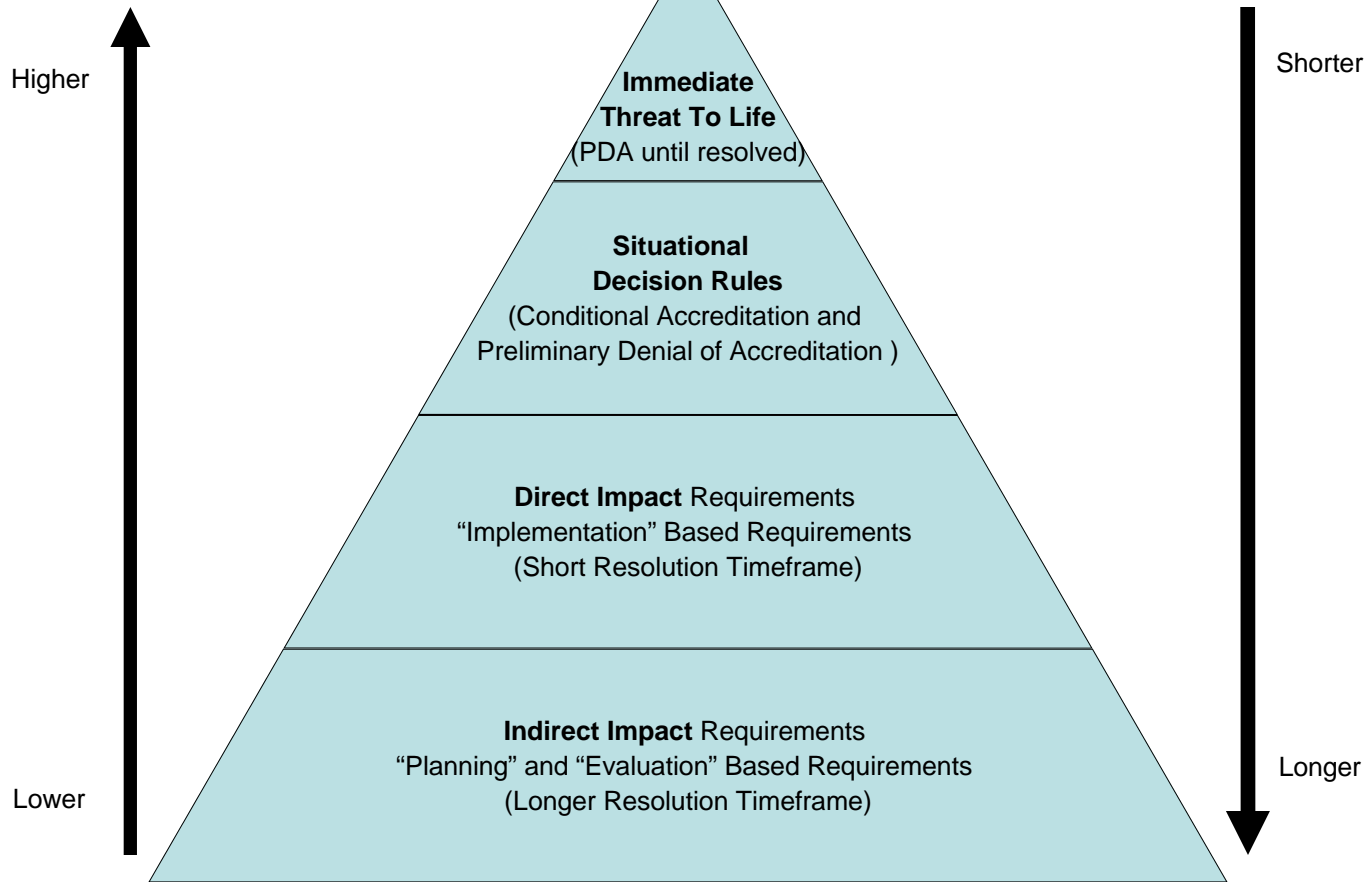 Higher
Shorter
Immediate
Threat To Life
(PDA until resolved)
Situational
Decision Rules
(Conditional Accreditation and
Preliminary Denial of Accreditation )
Direct Impact Requirements
“Implementation” Based Requirements
(Short Resolution Timeframe)
Indirect Impact Requirements
“Planning” and “Evaluation” Based Requirements
(Longer Resolution Timeframe)
Lower
Longer